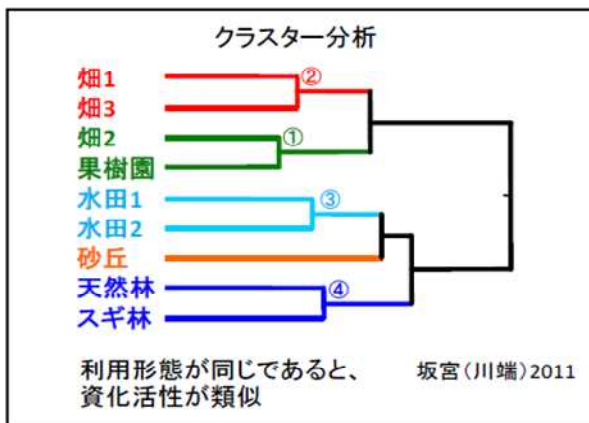 クラスター分析
畑1
②
畑3
畑2
①
果樹園
水田1
③
水田2
砂丘
天然林
④
スギ林
利用形態が同じであると、
資化活性が類似
坂宮(川端)2011